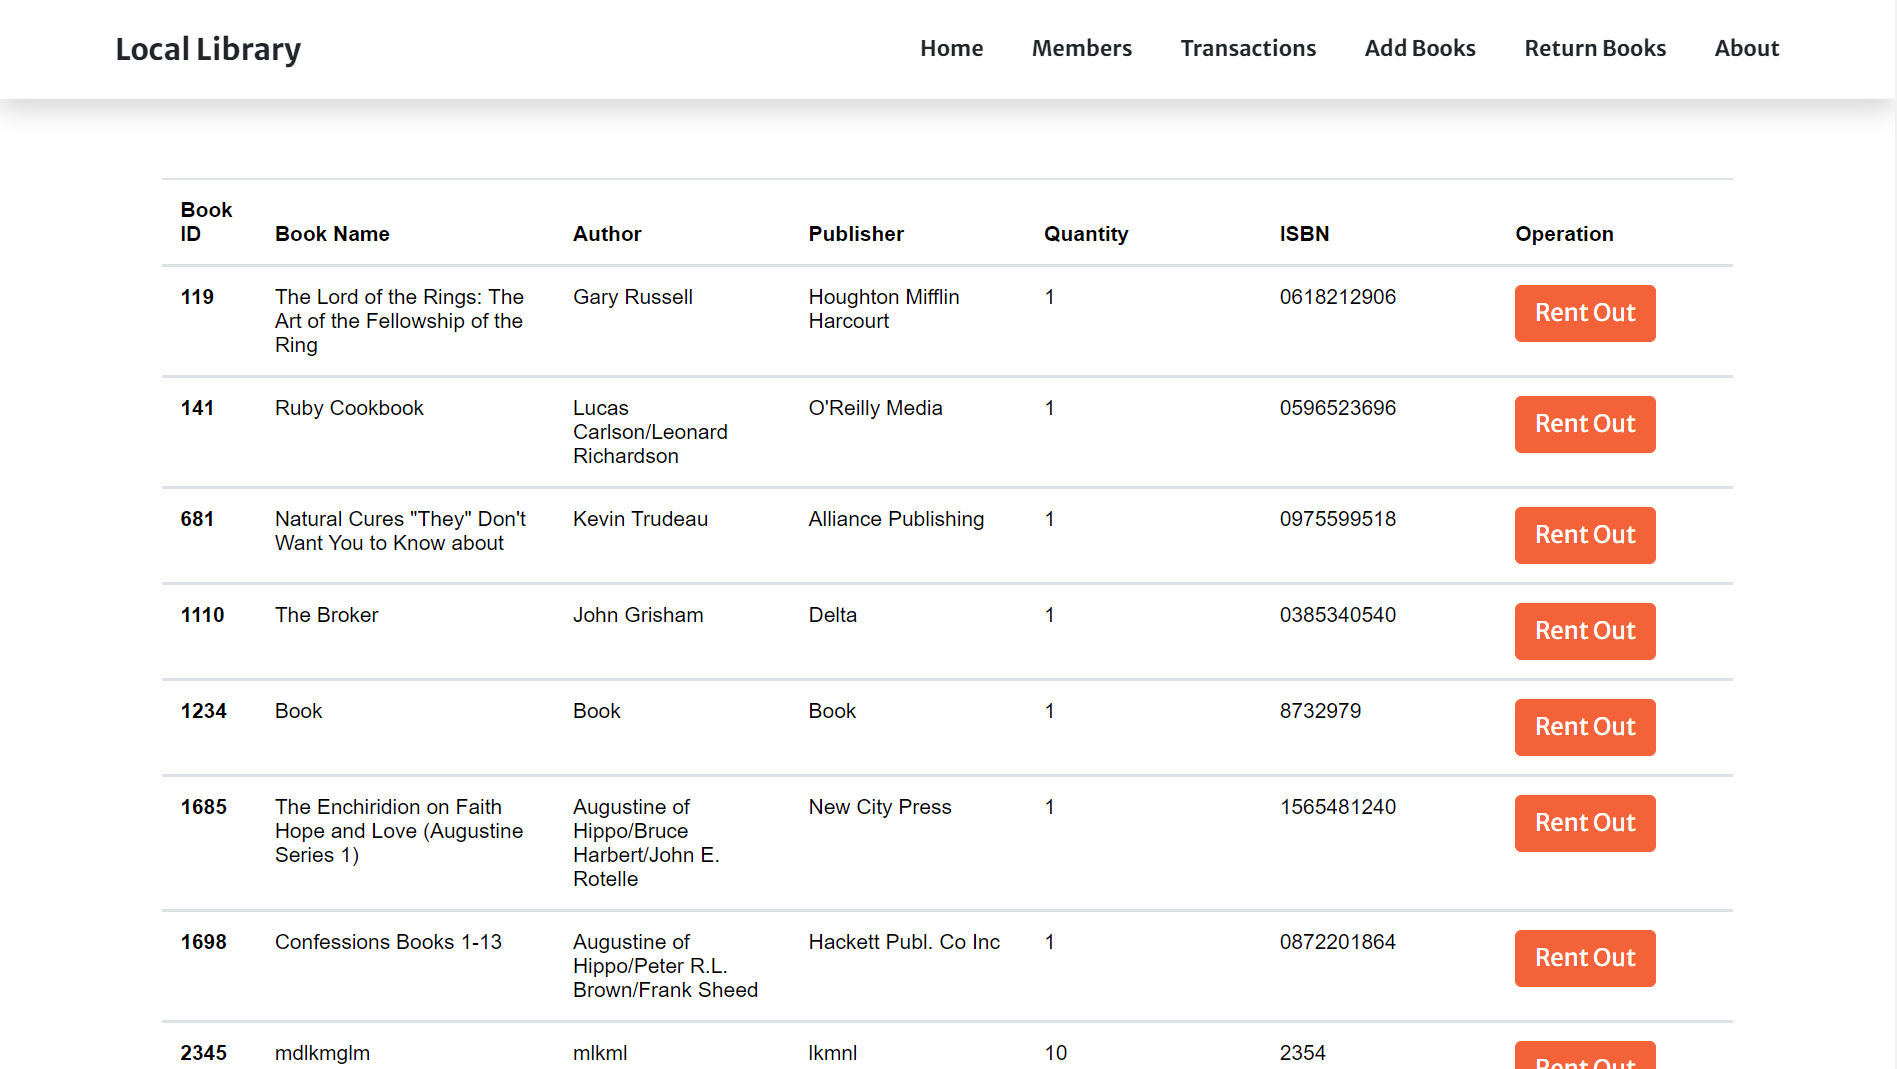 Local Library Home Members Transactions Add Books Return Books About
Book
ID Book Name Author Publisher Quantity ISBN Operation
119 The Lord of the Rings: The Gary Russell Houghton Mifflin 1 0618212906 Rent Out
Art of the Fellowship of the Harcourt
Ring
141 Ruby Cookbook Lucas O'Reilly Media 1 0596523696 Rent Out
Carlson/Leonard
Richardson
681 Natural Cures "They" Don't Kevin Trudeau Alliance Publishing 1 0975599518 Rent Out
Want You to Know about
1110 The Broker John Grisham Delta 1 0385340540 Rent Out
1234 Book Book Book 1 8732979 Rent Out
1685 The Enchiridion on Faith Augustine of New City Press 1 1565481240 Rent Out
Hope and Love (Augustine Hippo/Bruce
Series 1) Harbert/John E.
Rotelle
1698 Confessions Books 1-13 Augustine of Hackett Publ. Co Inc 1 0872201864 Rent Out
Hippo/Peter R.L.
Brown/Frank Sheed
2345 mdlkmglm mlkml lkmnl 10 2354 Rent Out